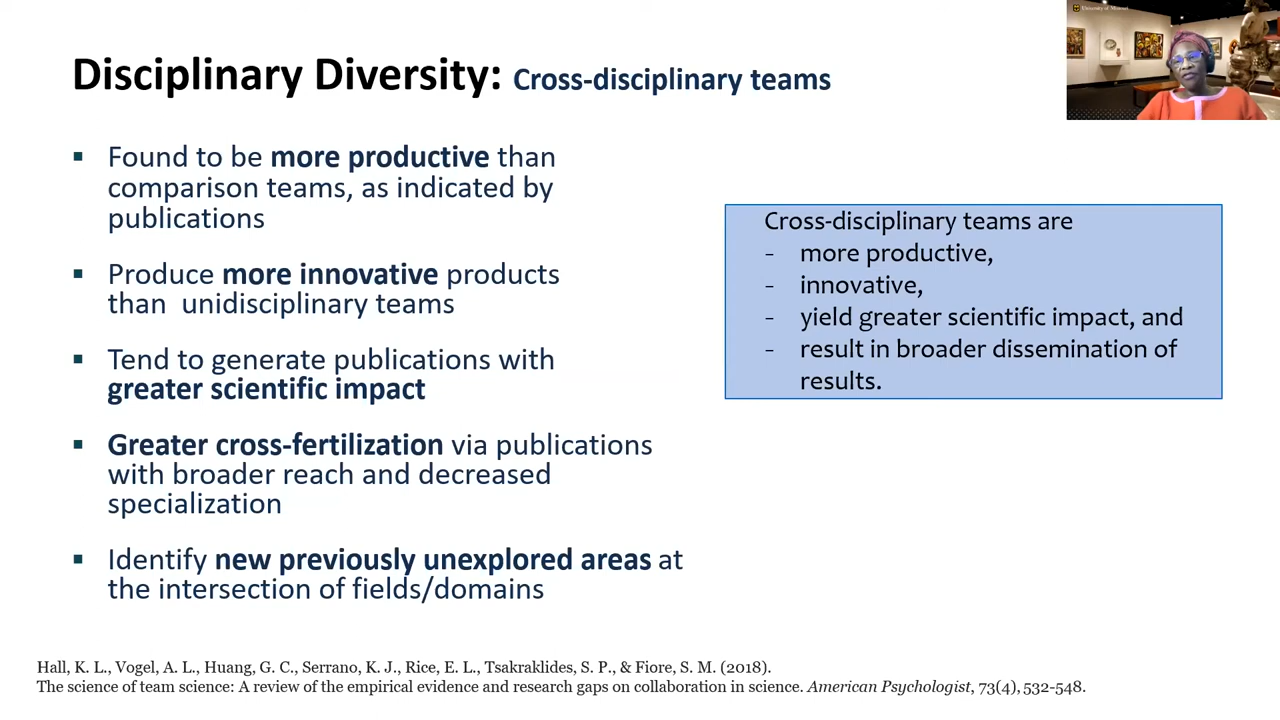 University of Missouri
Disciplinary Diversity: Cross-disciplinary teams
▪ Found to be more productive than
comparison teams, as indicated by
publications
▪ Produce more innovative products
than unidisciplinary teams
▪ Tend to generate publications with
greater scientific impact
▪ Greater cross-fertilization via publications
with broader reach and decreased
specialization
▪ Identify new previously unexplored areas at
the intersection of fields/domains
Cross-disciplinary teams are
- more productive,
- innovative,
- yield greater scientific impact, and
- result in broader dissemination of
results.
Hall, K. L., Vogel, A. L., Huang, G. C., Serrano, K. J., Rice, E. L., Tsakraklides, S. P., & Fiore, S. M. (2018).
The science of team science: A review of the empirical evidence and research gaps on collaboration in science. American Psychologist, 73(4), 532-548.